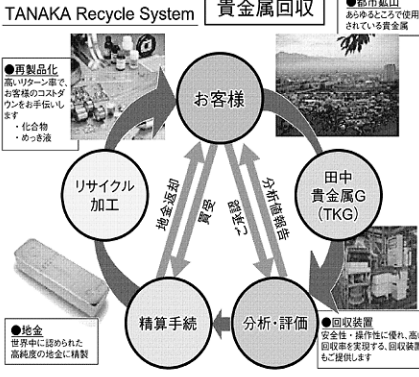 TANAKA Recycle System
貴金属回収
●都市鉱山
あらゆるところで使用
されている貴金属
●再製品化
高いリターン率で、
お客様のコストダ
ウンをお手伝いし
ます
・化合物
・めっき液
お客様
リサイクル
加工
田中
貴金属G
(TKG)
地金返却
買受
ご承認
分析値報告
精算手続
分析・評価
●地金
世界中に認められた
高純度の地金に精製
●回収装置
安全性・操作性に優れ、高い
回収率を実現する、回収装置
もご提供します